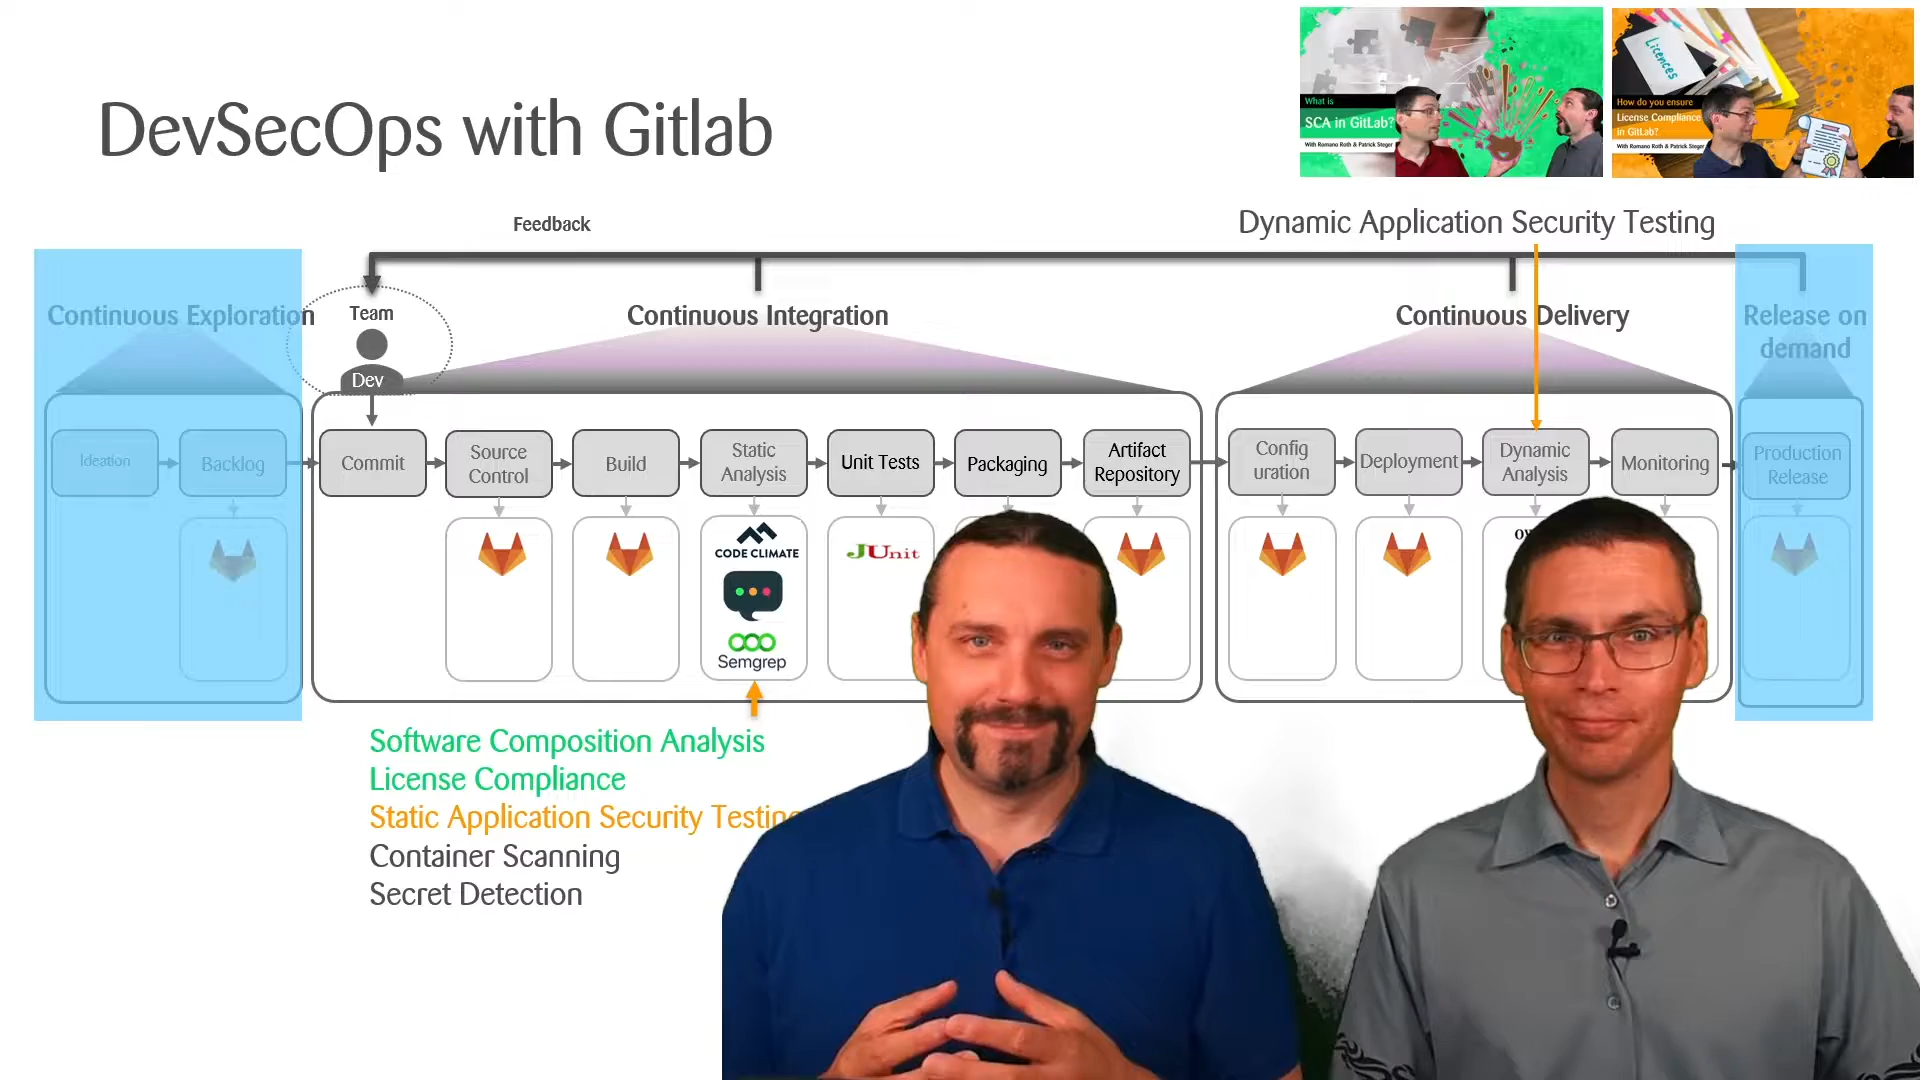 DevSecOps with Gitlab
What is
SCA in GitLab?
With Romano Roth & Patrick Steger
Licences
How do you ensure
License Compliance
in GitLab?
With Romano Roth & Patrick Steger
Feedback
Dynamic Application Security Testing
Continuous Exploration
Team
Dev
Continuous Integration
Continuous Delivery
Release on
demand
Ideation
Backlog
Commit
Source
Control
Build
Static
Analysis
Unit Tests
Packaging
Artifact
Repository
Config
uration
Deployment
Dynamic
Analysis
Monitoring
Production
Release
CODE CLIMATE
Semgrep
JUnit
Software Composition Analysis
License Compliance
Static Application Security Testing
Container Scanning
Secret Detection